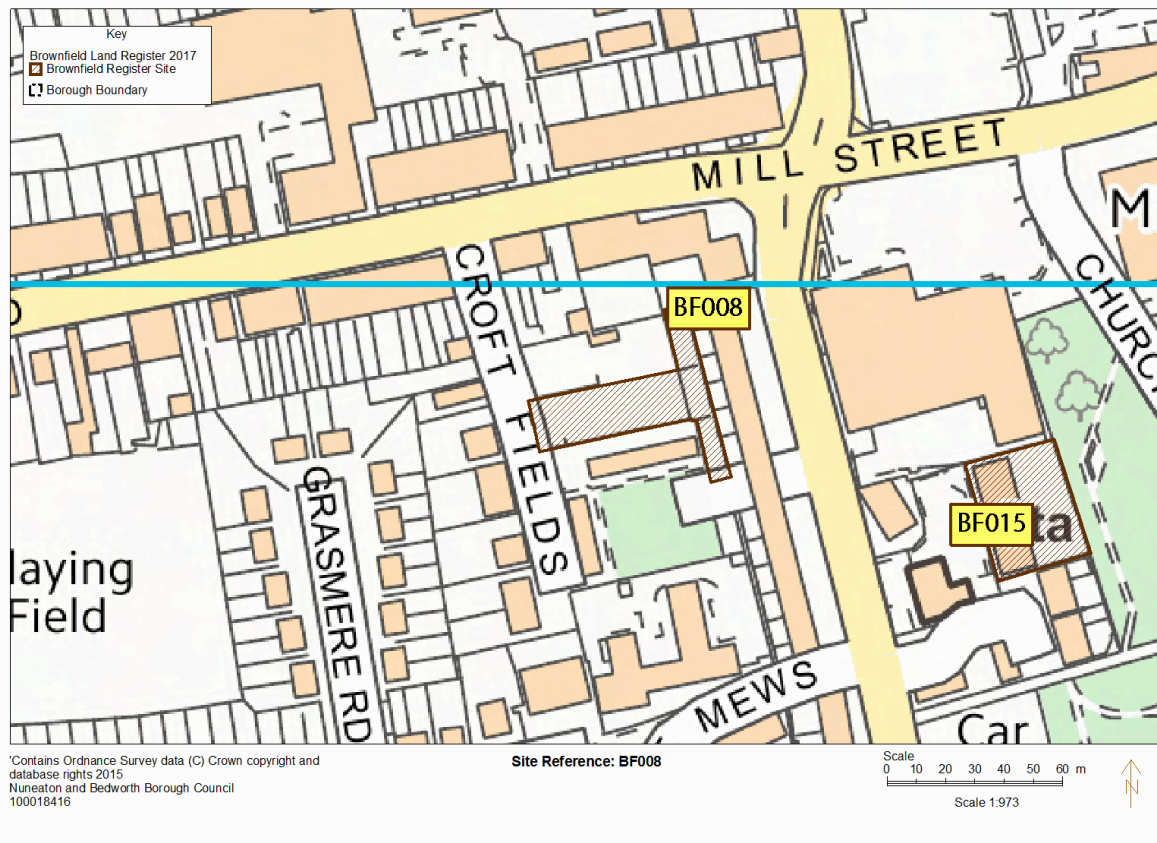 Key
Brownfield Land Register 2017
Brownfield Register Site
Borough Boundary
MILL STREET
M
CROFT FIELDS
CHURC
D
BF008
BF015
ta
GRASMERE RD
laying
Field
MEWS
Car
'Contains Ordnance Survey data (C) Crown copyright and
database rights 2015
Nuneaton and Bedworth Borough Council
100018416
Site Reference: BF008
Scale
0 10 20 30 40 50 60 m
Scale 1:973
N